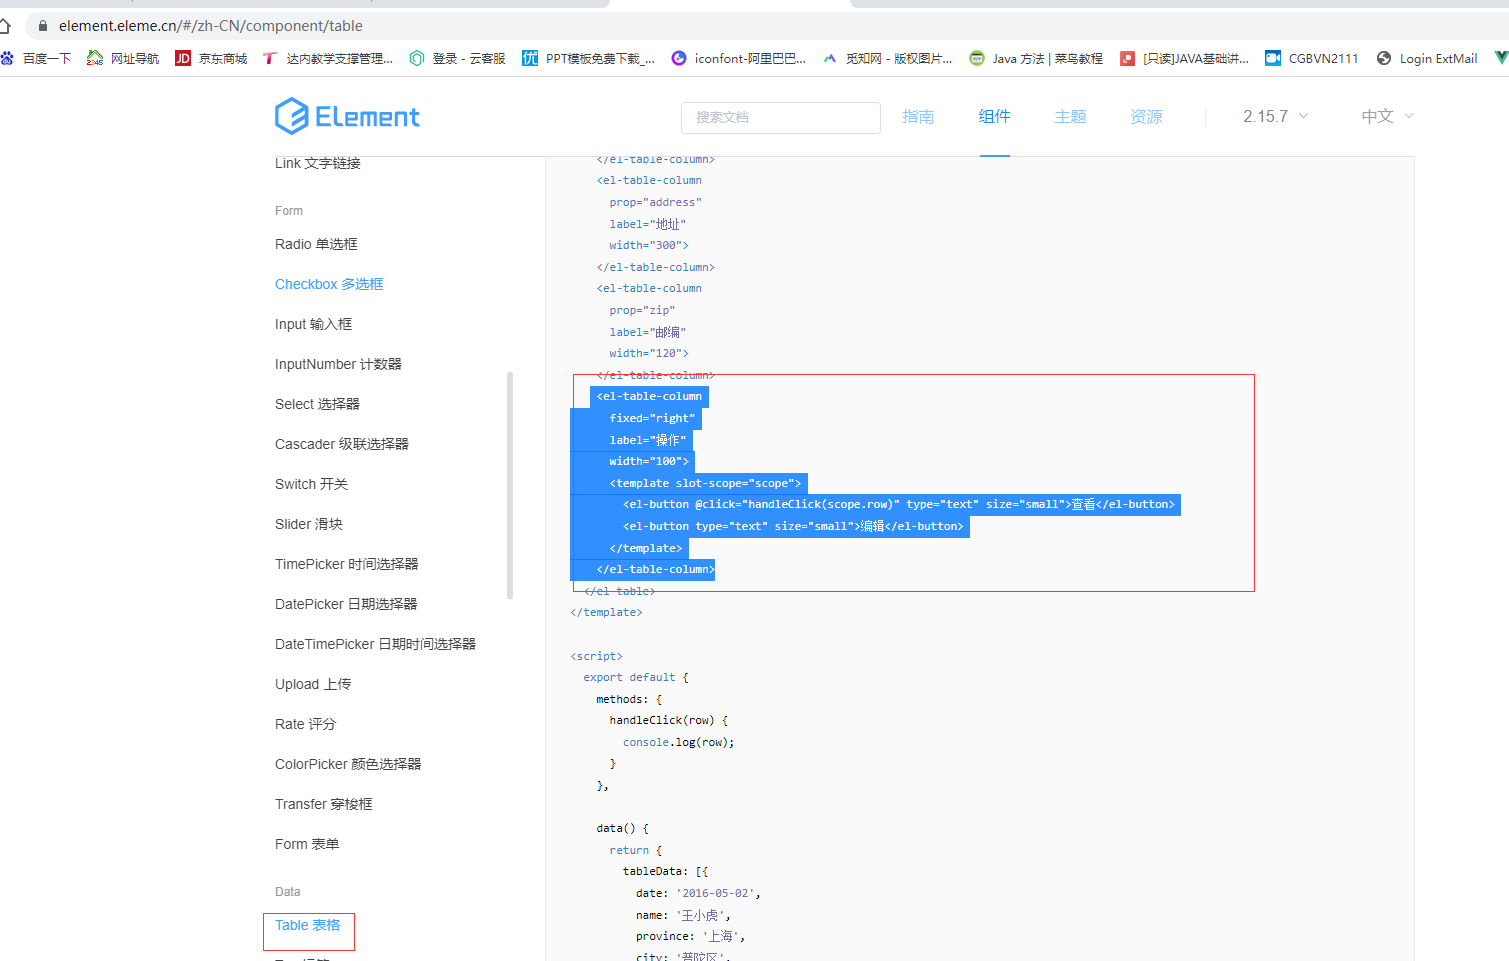 element.eleme.cn/#/zh-CN/component/table
百度一下 网址导航 京东商城 达内教学支撑管理... 登录 - 云客服 PPT模板免费下载_... iconfont-阿里巴巴... 觅知网 - 版权图片... Java 方法 | 菜鸟教程 [只读]JAVA基础讲... CGBVN2111 Login ExtMail
Element 搜索文档 指南 组件 主题 资源 2.15.7 中文
Link 文字链接
Form
Radio 单选框
Checkbox 多选框
Input 输入框
InputNumber 计数器
Select 选择器
Cascader 级联选择器
Switch 开关
Slider 滑块
TimePicker 时间选择器
DatePicker 日期选择器
DateTimePicker 日期时间选择器
Upload 上传
Rate 评分
ColorPicker 颜色选择器
Transfer 穿梭框
Form 表单
Data
Table 表格
</el-table-column>
<el-table-column
prop="address"
label="地址"
width="300">
</el-table-column>
<el-table-column
prop="zip"
label="邮编"
width="120">
</el-table-column>
<el-table-column
fixed="right"
label="操作"
width="100">
<template slot-scope="scope">
<el-button @click="handleClick(scope.row)" type="text" size="small">查看</el-button>
<el-button type="text" size="small">编辑</el-button>
</template>
</el-table-column>
</el-table>
</template>
<script>
export default {
methods: {
handleClick(row) {
console.log(row);
}
},
data() {
return {
tableData: [{
date: '2016-05-02',
name: '王小虎',
province: '上海',
city: '普陀区',